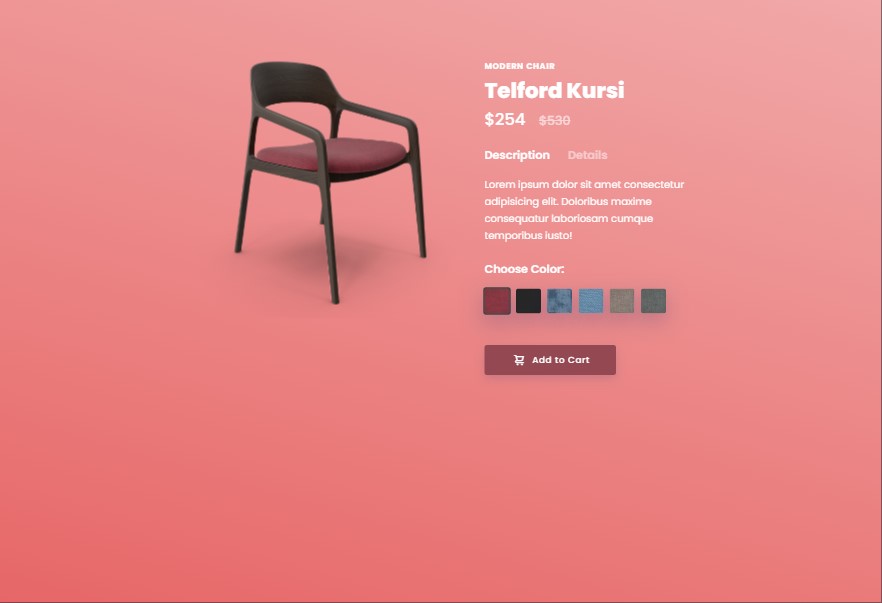 MODERN CHAIR
Telford Kursi
$254 $530
Description Details
Lorem ipsum dolor sit amet consectetur
adipisicing elit. Doloribus maxime
consequatur laboriosam cumque
temporibus iusto!
Choose Color:
Add to Cart